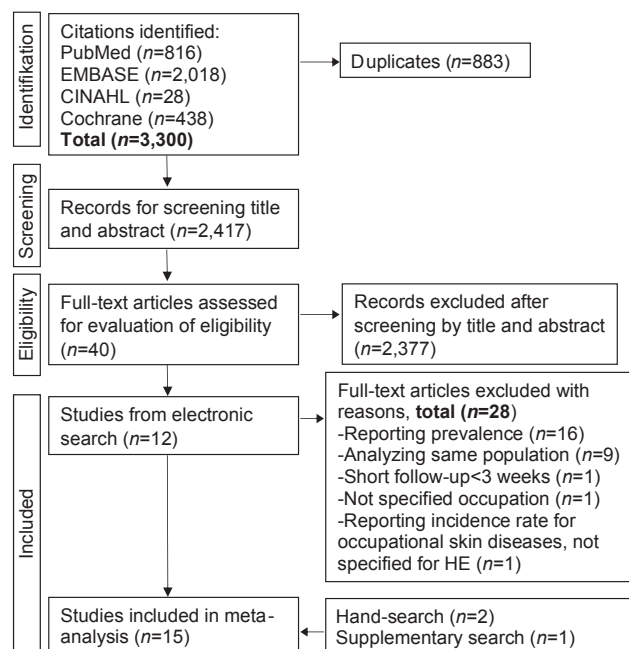 Identifikation
Citations identified:
PubMed (n=816)
EMBASE (n=2,018)
CINAHL (n=28)
Cochrane (n=438)
Total (n=3,300)
Duplicates (n=883)
Screening
Records for screening title
and abstract (n=2,417)
Eligibility
Full-text articles assessed
for evaluation of eligibility
(n=40)
Records excluded after
screening by title and abstract
(n=2,377)
Included
Studies from electronic
search (n=12)
Full-text articles excluded with
reasons, total (n=28)
-Reporting prevalence (n=16)
-Analyzing same population (n=9)
-Short follow-up<3 weeks (n=1)
-Not specified occupation (n=1)
-Reporting incidence rate for
occupational skin diseases, not
specified for HE (n=1)
Studies included in meta-
analysis (n=15)
Hand-search (n=2)
Supplementary search (n=1)